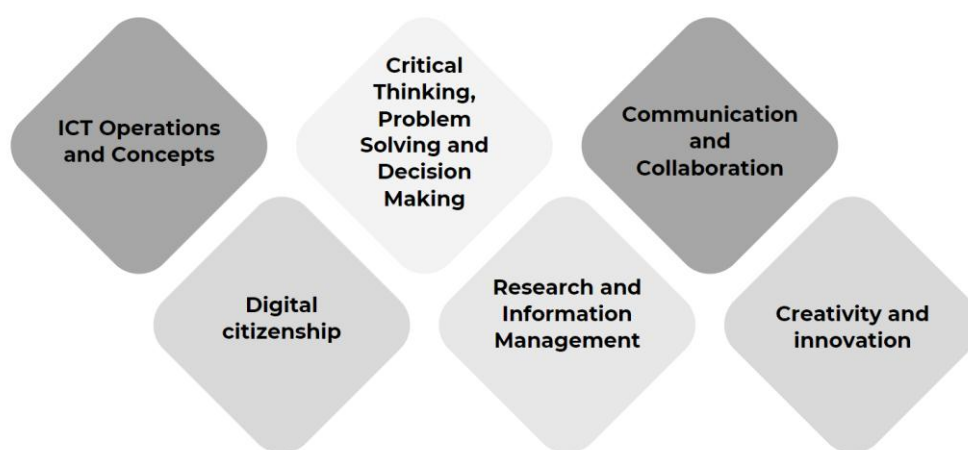 ICT Operations
and Concepts
Critical
Thinking,
Problem
Solving and
Decision
Making
Communication
and
Collaboration
Digital
citizenship
Research and
Information
Management
Creativity and
innovation